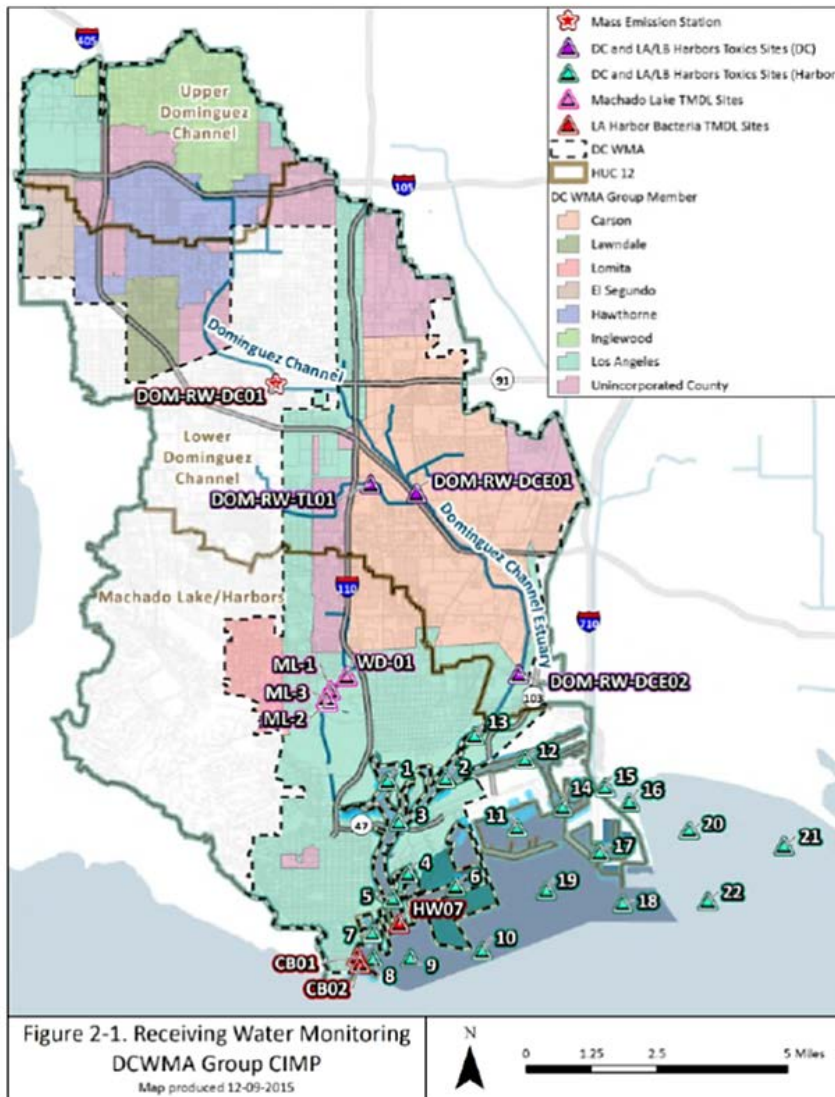 Mass Emission Station
DC and LA/LB Harbors Toxics Sites (DC)
DC and LA/LB Harbors Toxics Sites (Harbor
Machado Lake TMDL Sites
LA Harbor Bacteria TMDL Sites
DC WMA
HUC 12
DC WMA Group Member
Carson
Lawndale
Lomita
El Segundo
Hawthorne
Inglewood
Los Angeles
Unincorporated County
405
Upper
Dominguez
Channel
105
Dominguez
Channel
91
DOM-RW-DC01
Lower
Dominguez
Channel
DOM-RW-TL01
DOM-RW-DCE01
Dominguez Channel Estuary
110
710
Machado Lake/Harbors
ML-1
WD-01
ML-3
ML-2
DOM-RW-DCE02
103
13
12
1
2
15
14
16
3
47
11
20
21
17
4
6
5
19
22
18
HW07
7
10
CB01
8
9
CB02
Figure 2-1. Receiving Water Monitoring
DCWMA Group CIMP
Map produced 12-09-2015
N
0 1.25 2.5 5 Miles